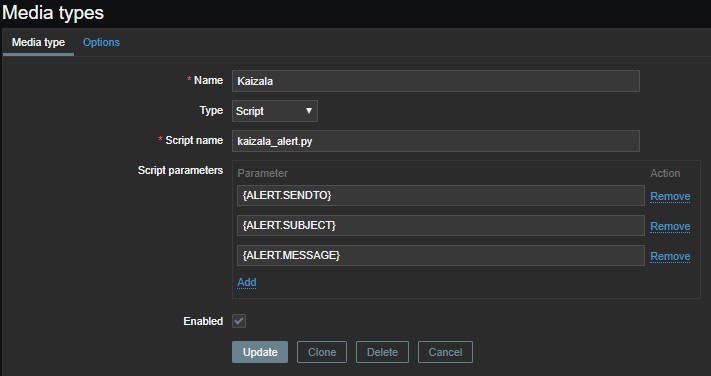 Media types
Media type Options
* Name Kaizala
Type Script
* Script name kaizala_alert.py
Script parameters Parameter Action
{ALERT.SENDTO} Remove
{ALERT.SUBJECT} Remove
{ALERT.MESSAGE} Remove
Add
Enabled
Update Clone Delete Cancel